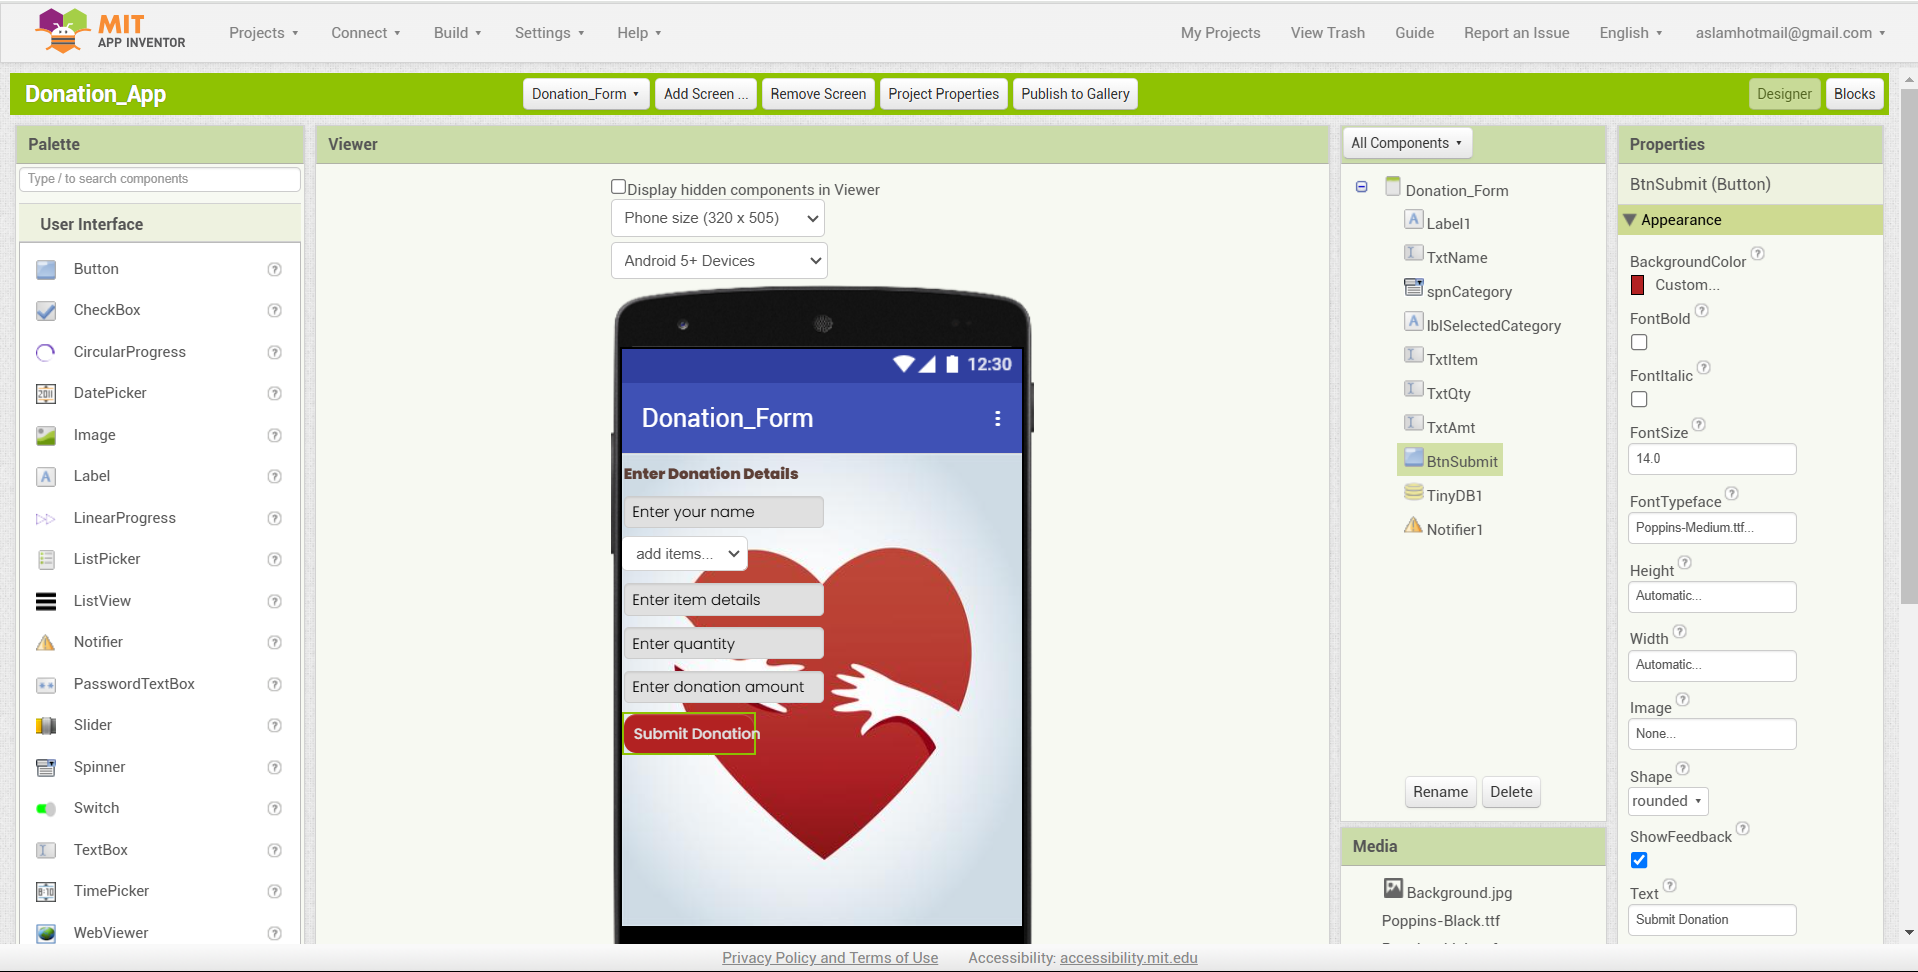 MIT
APP INVENTOR
Projects
Connect
Build
Settings
Help
My Projects
View Trash
Guide
Report an Issue
English
aslamhotmail@gmail.com
Donation_App
Donation_Form
Add Screen ...
Remove Screen
Project Properties
Publish to Gallery
Designer
Blocks
Palette
Type / to search components
User Interface
Button
CheckBox
CircularProgress
DatePicker
Image
Label
LinearProgress
ListPicker
ListView
Notifier
PasswordTextBox
Slider
Spinner
Switch
TextBox
TimePicker
WebViewer
Viewer
Display hidden components in Viewer
Phone size (320 x 505)
Android 5+ Devices
12:30
Donation_Form
Enter Donation Details
Enter your name
add items...
Enter item details
Enter quantity
Enter donation amount
Submit Donation
All Components
Donation_Form
Label1
TxtName
spnCategory
lblSelectedCategory
TxtItem
TxtQty
TxtAmt
BtnSubmit
TinyDB1
Notifier1
Rename
Delete
Media
Background.jpg
Poppins-Black.ttf
Properties
BtnSubmit (Button)
Appearance
BackgroundColor
Custom...
FontBold
FontItalic
FontSize
14.0
FontTypeface
Poppins-Medium.ttf...
Height
Automatic...
Width
Automatic...
Image
None...
Shape
rounded
ShowFeedback
Text
Submit Donation
Privacy Policy and Terms of Use
Accessibility: accessibility.mit.edu